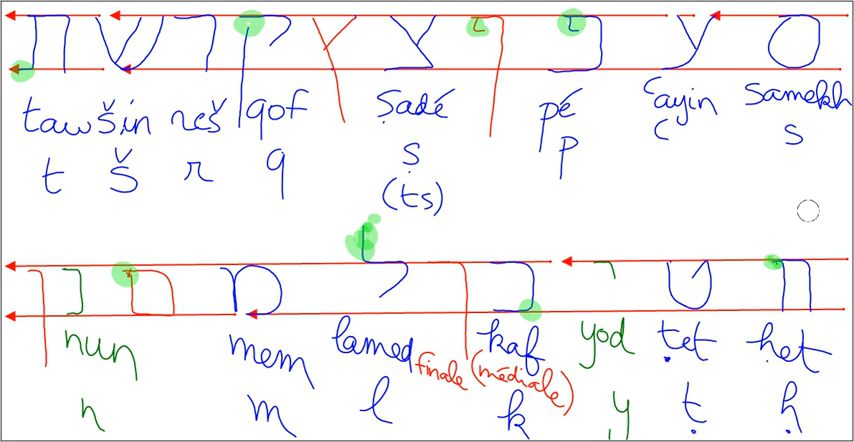 ס ע פ ף צ ץ ק ר ש ת
taw šin reš qof ṣadé pé ʿayin samekh
t š r q ṣ p ʿ s
(ts)
ח ט י כ ך ל מ ם נ ן
nun mem lamed kaf yod ṭet ḥet
finale (médiale)
n m l k y ṭ ḥ